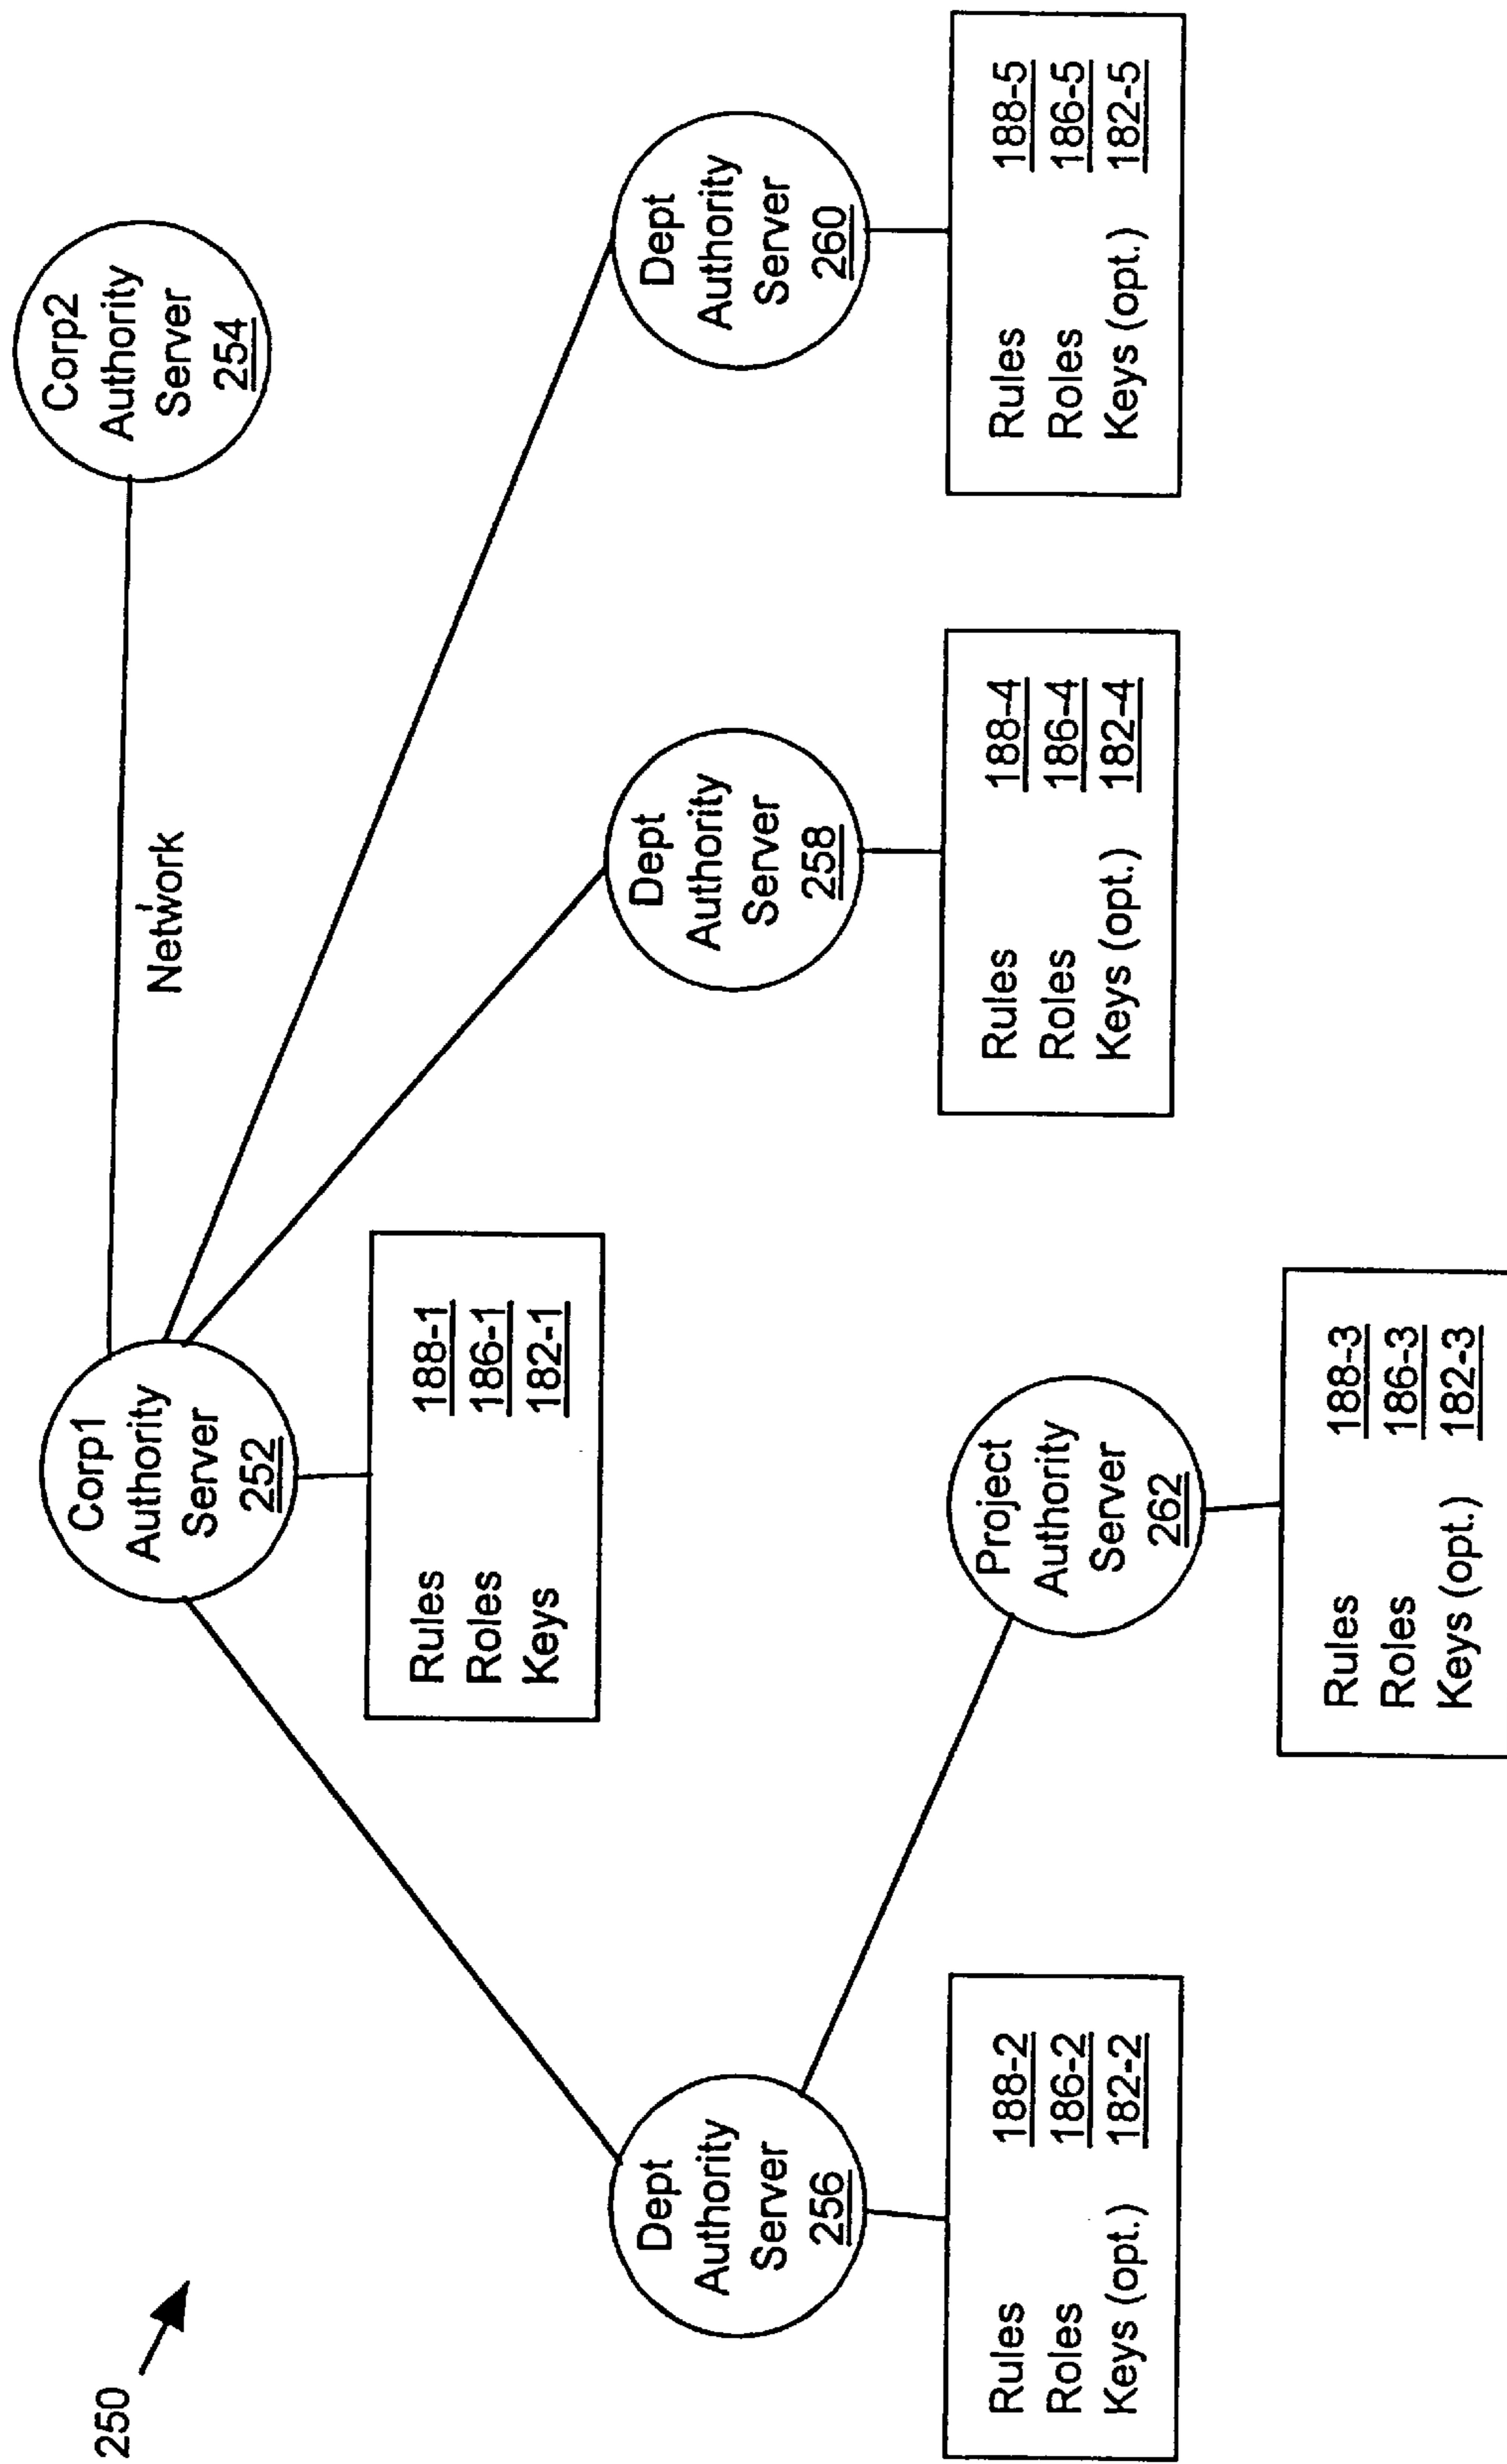 250
Corp1
Authority
Server
252
Corp2
Authority
Server
254
Network
Rules 188-1
Roles 186-1
Keys 182-1
Dept
Authority
Server
256
Dept
Authority
Server
258
Dept
Authority
Server
260
Rules 188-2
Roles 186-2
Keys (opt.) 182-2
Project
Authority
Server
262
Rules 188-4
Roles 186-4
Keys (opt.) 182-4
Rules 188-5
Roles 186-5
Keys (opt.) 182-5
Rules 188-3
Roles 186-3
Keys (opt.) 182-3